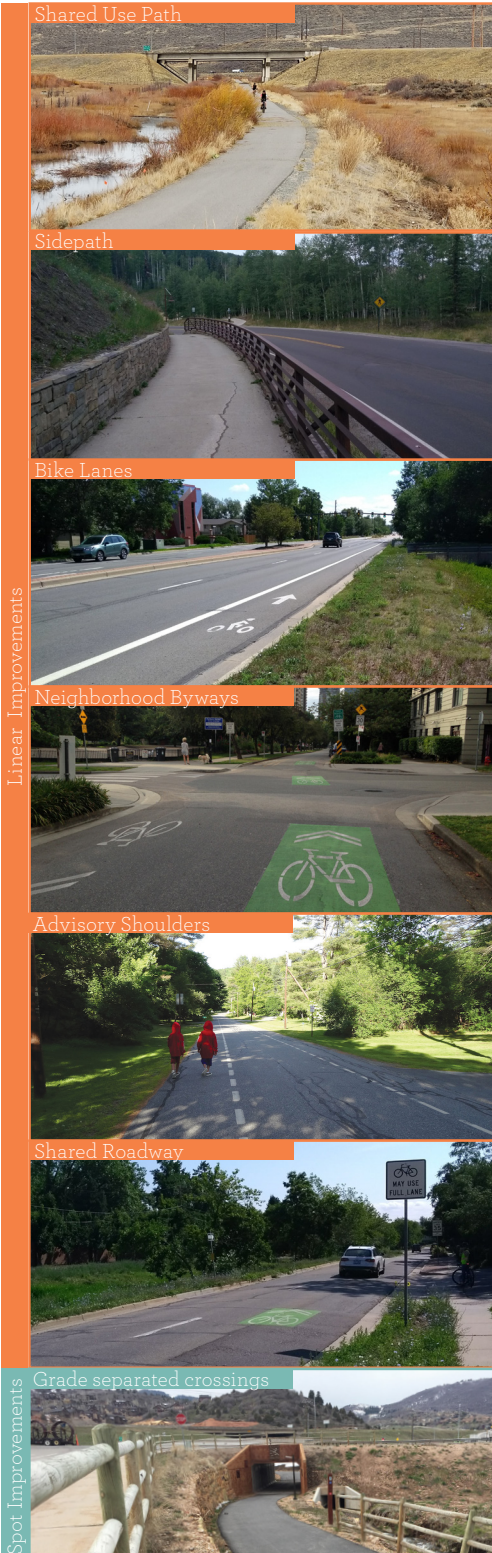 Shared Use Path
Sidepath
Bike Lanes
Neighborhood Byways
Advisory Shoulders
Shared Roadway
MAY USE
FULL LANE
Grade separated crossings
Linear Improvements
Spot Improvements